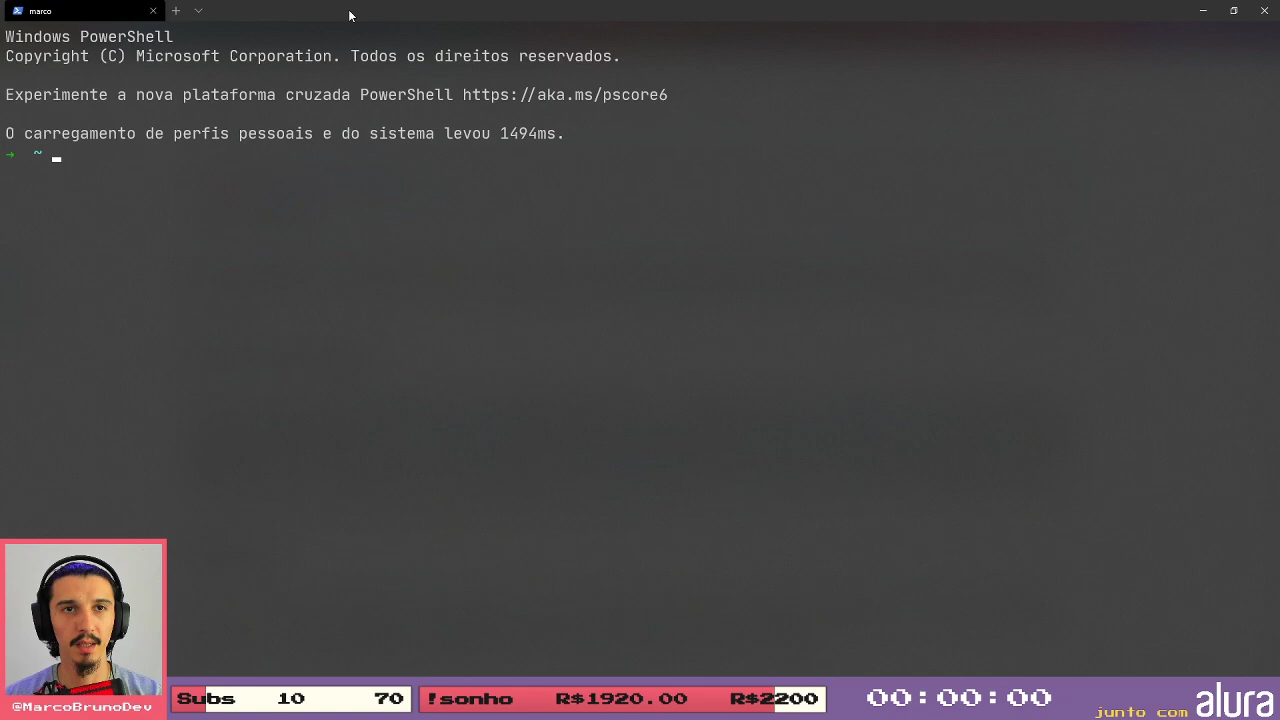 marco
Windows PowerShell
Copyright (C) Microsoft Corporation. Todos os direitos reservados.
Experimente a nova plataforma cruzada PowerShell https://aka.ms/pscore6
O carregamento de perfis pessoais e do sistema levou 1494ms.
→ ~
@MarcoBrunoDev
Subs 10 70
!sonho R$1920.00 R$2200
00:00:00
junto com alura